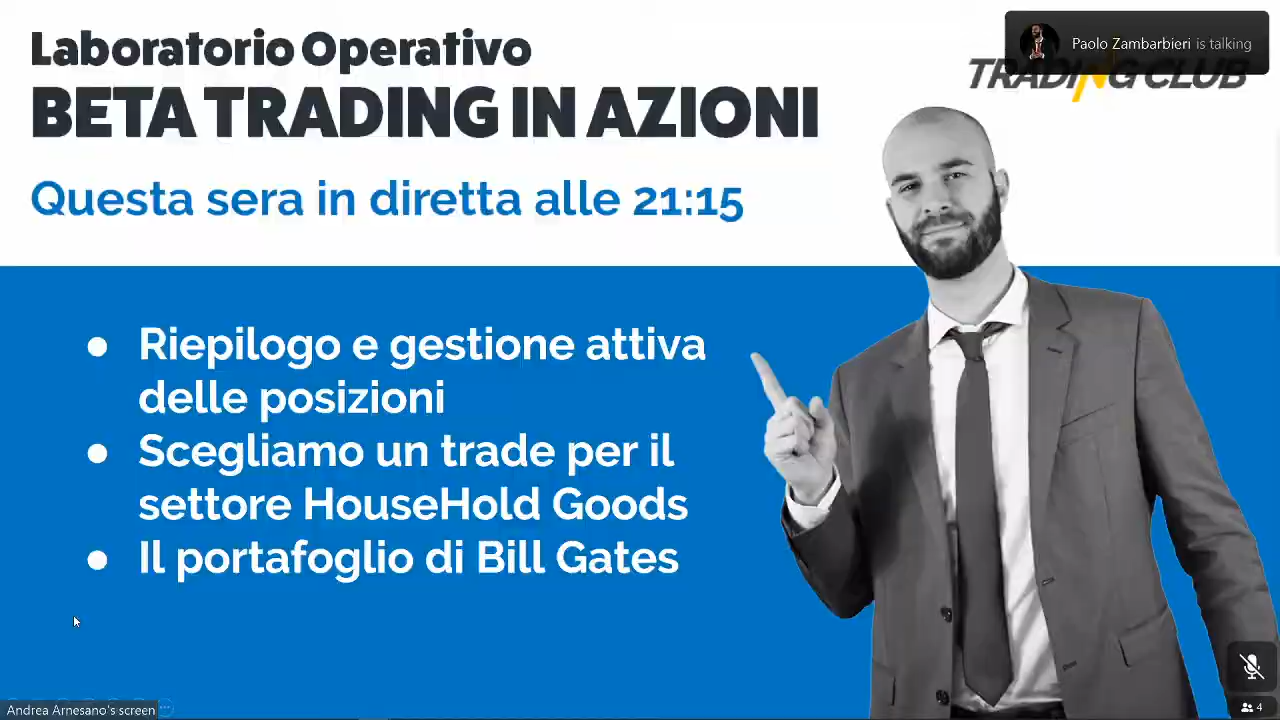 Laboratorio Operativo
BETA TRADING IN AZIONI
Questa sera in diretta alle 21:15
Paolo Zambarbieri is talking
TRADING CLUB
● Riepilogo e gestione attiva
delle posizioni
● Scegliamo un trade per il
settore HouseHold Goods
● Il portafoglio di Bill Gates
Andrea Arnesano's screen
4